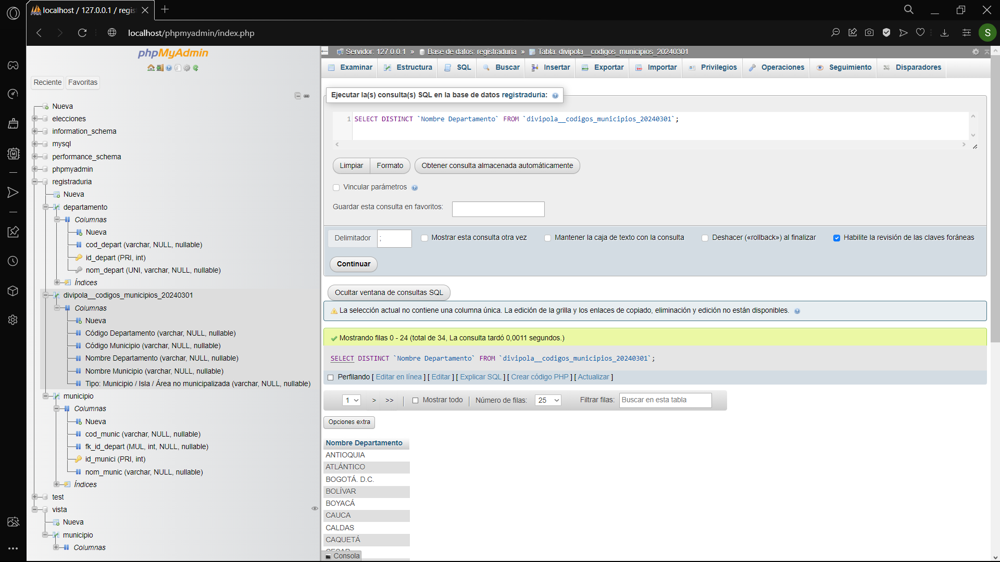 localhost / 127.0.0.1 / regis
localhost/phpmyadmin/index.php
S
phpMyAdmin
Reciente
Favoritas
Nueva
elecciones
information_schema
mysql
performance_schema
phpmyadmin
registraduria
Nueva
departamento
Columnas
Nueva
cod_depart (varchar, NULL, nullable)
id_depart (PRI, int)
nom_depart (UNI, varchar, NULL, nullable)
Índices
divipola__codigos_municipios_20240301
Columnas
Nueva
Código Departamento (varchar, NULL, nullable)
Código Municipio (varchar, NULL, nullable)
Nombre Departamento (varchar, NULL, nullable)
Nombre Municipio (varchar, NULL, nullable)
Tipo: Municipio / Isla / Área no municipalizada (varchar, NULL, nullable)
municipio
Columnas
Nueva
cod_munic (varchar, NULL, nullable)
fk_id_depart (MUL, int, NULL, nullable)
id_munici (PRI, int)
nom_munic (varchar, NULL, nullable)
Índices
test
vista
Nueva
municipio
Columnas
Servidor: 127.0.0.1 » Base de datos: registraduria » Tabla: divipola__codigos_municipios_20240301
Examinar Estructura SQL Buscar Insertar Exportar Importar Privilegios Operaciones Seguimiento Disparadores
Ejecutar la(s) consulta(s) SQL en la base de datos registraduria:
1 SELECT DISTINCT `Nombre Departamento` FROM `divipola__codigos_municipios_20240301`;
Limpiar Formato Obtener consulta almacenada automáticamente
Vincular parámetros
Guardar esta consulta en favoritos:
Delimitador ; Mostrar esta consulta otra vez Mantener la caja de texto con la consulta Deshacer («rollback») al finalizar Habilite la revisión de las claves foráneas
Continuar
Ocultar ventana de consultas SQL
La selección actual no contiene una columna única. La edición de la grilla y los enlaces de copiado, eliminación y edición no están disponibles.
Mostrando filas 0 - 24 (total de 34, La consulta tardó 0,0011 segundos.)
SELECT DISTINCT `Nombre Departamento` FROM `divipola__codigos_municipios_20240301`;
Perfilando [ Editar en línea ] [ Editar ] [ Explicar SQL ] [ Crear código PHP ] [ Actualizar ]
1 > >> | Mostrar todo | Número de filas: 25 Filtrar filas: Buscar en esta tabla
Opciones extra
Nombre Departamento
ANTIOQUIA
ATLÁNTICO
BOGOTÁ. D.C.
BOLÍVAR
BOYACÁ
CAUCA
CALDAS
CAQUETÁ
Consola